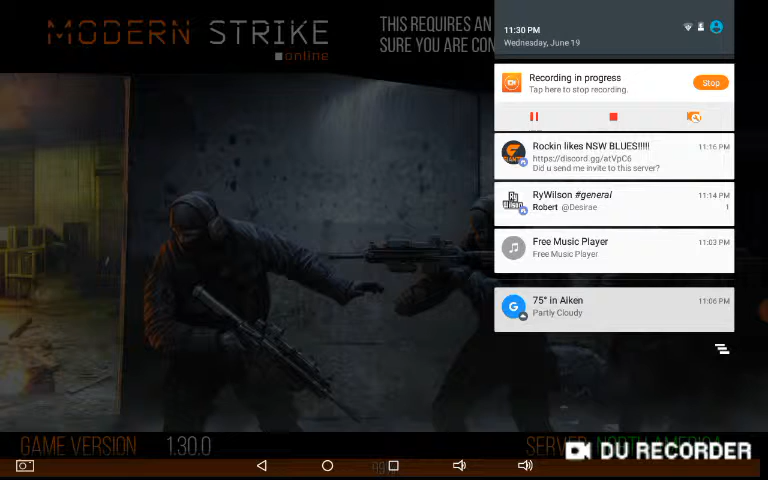 MODERN STRIKE
online
THIS REQUIRES AN
SURE YOU ARE CON
11:30 PM
Wednesday, June 19
Recording in progress
Tap here to stop recording.
Stop
Rockin likes NSW BLUES!!!!!
11:16 PM
https://discord.gg/atVpC6
Did u send me invite to this server?
RyWilson #general
11:14 PM
Robert @Desirae
1
Free Music Player
11:03 PM
Free Music Player
75° in Aiken
11:06 PM
Partly Cloudy
GAME VERSION 1.30.0
SERVER: NORTH AMERICA
DU RECORDER